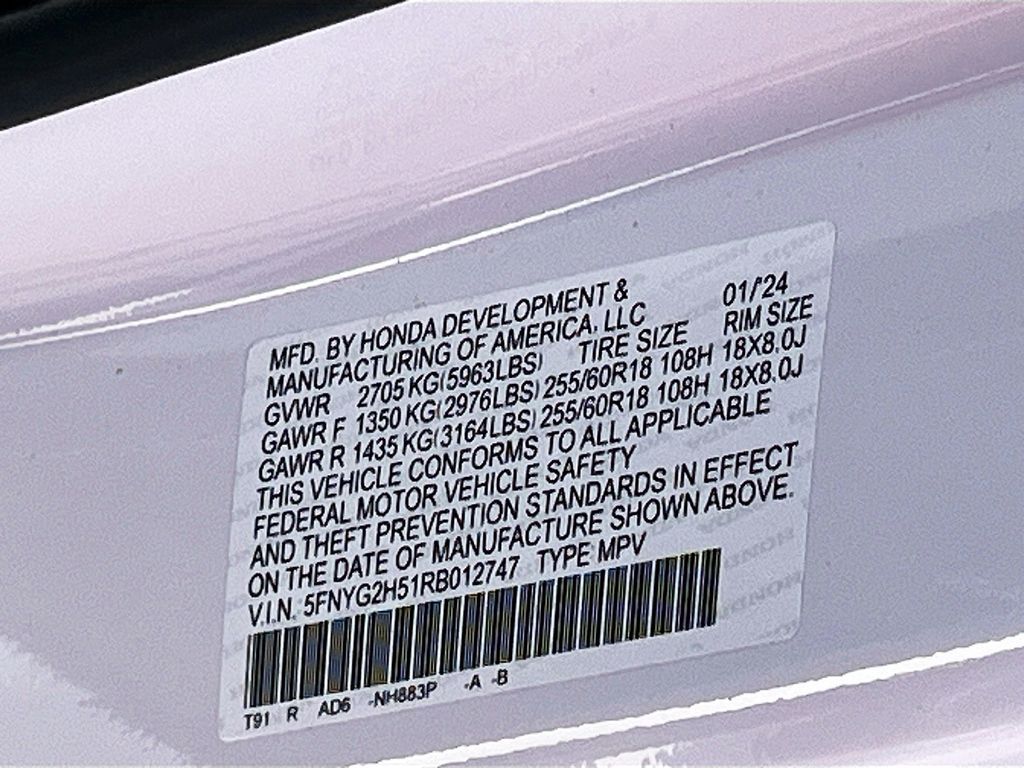 MFD. BY HONDA DEVELOPMENT &
MANUFACTURING OF AMERICA, LLC 01/'24
GVWR 2705 KG(5963LBS) TIRE SIZE RIM SIZE
GAWR F 1350 KG(2976LBS) 255/60R18 108H 18X8.0J
GAWR R 1435 KG(3164LBS) 255/60R18 108H 18X8.0J
THIS VEHICLE CONFORMS TO ALL APPLICABLE
FEDERAL MOTOR VEHICLE SAFETY
AND THEFT PREVENTION STANDARDS IN EFFECT
ON THE DATE OF MANUFACTURE SHOWN ABOVE.
V.I.N. 5FNYG2H51RB012747 TYPE MPV
T91 R AD6 -NH883P -A -B